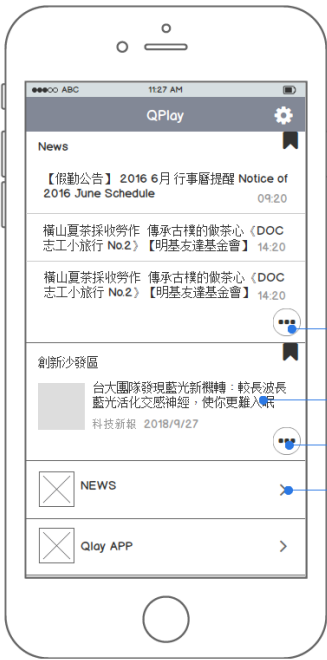 ABC 11:27 AM
QPlay
News
【假勤公告】 2016 6月 行事曆提醒 Notice of
2016 June Schedule 09:20
橫山夏茶採收勞作 傳承古樸的做茶心《DOC
志工小旅行 No.2》【明基友達基金會】 14:20
橫山夏茶採收勞作 傳承古樸的做茶心《DOC
志工小旅行 No.2》【明基友達基金會】 14:20
創新沙發區
台大團隊發現藍光新機轉：較長波長
藍光活化交感神經，使你更難入眠
科技新報 2018/9/27
NEWS
Qlay APP